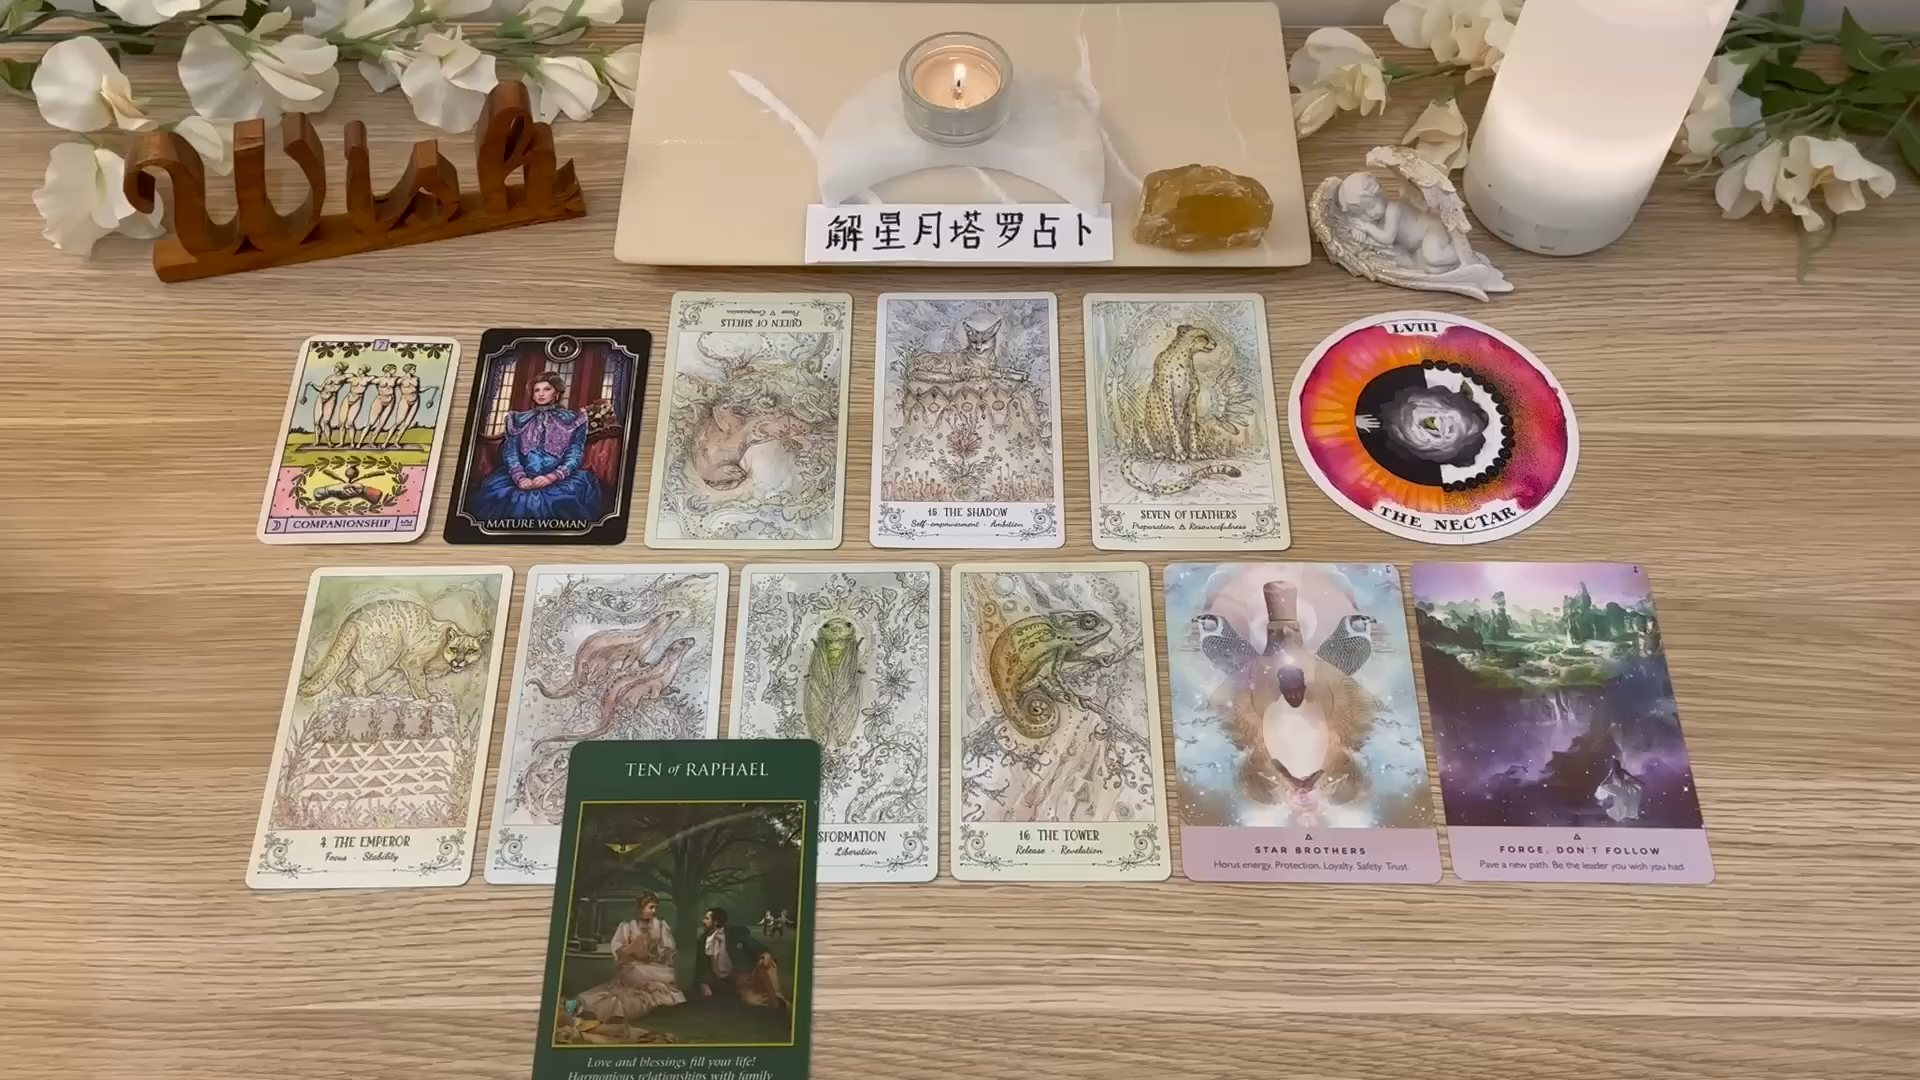 Wish
解星月塔罗占卜
7
COMPANIONSHIP
6
MATURE WOMAN
QUEEN OF SHELLS
15. THE SHADOW
Self-empowerment · Ambition
SEVEN OF FEATHERS
Preparation △ Resourcefulness
LVIII
THE NECTAR
4. THE EMPEROR
Focus · Stability
SFORMATION
· Liberation
16. THE TOWER
Release · Revelation
STAR BROTHERS
Horus energy. Protection. Loyalty. Safety. Trust.
FORGE, DON'T FOLLOW
Pave a new path. Be the leader you wish you had.
TEN of RAPHAEL
Love and blessings fill your life!
Harmonious relationships with family